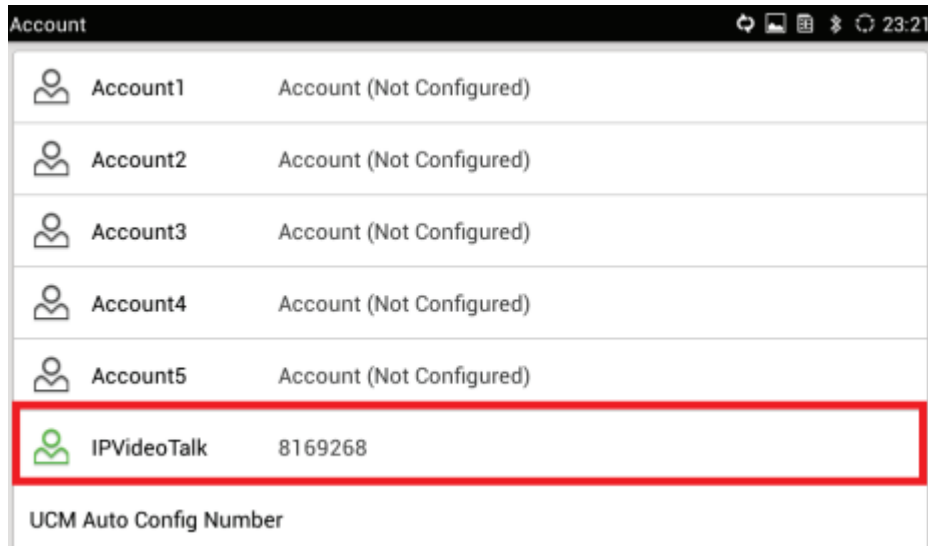 Account 23:21
Account1 Account (Not Configured)
Account2 Account (Not Configured)
Account3 Account (Not Configured)
Account4 Account (Not Configured)
Account5 Account (Not Configured)
IPVideoTalk 8169268
UCM Auto Config Number